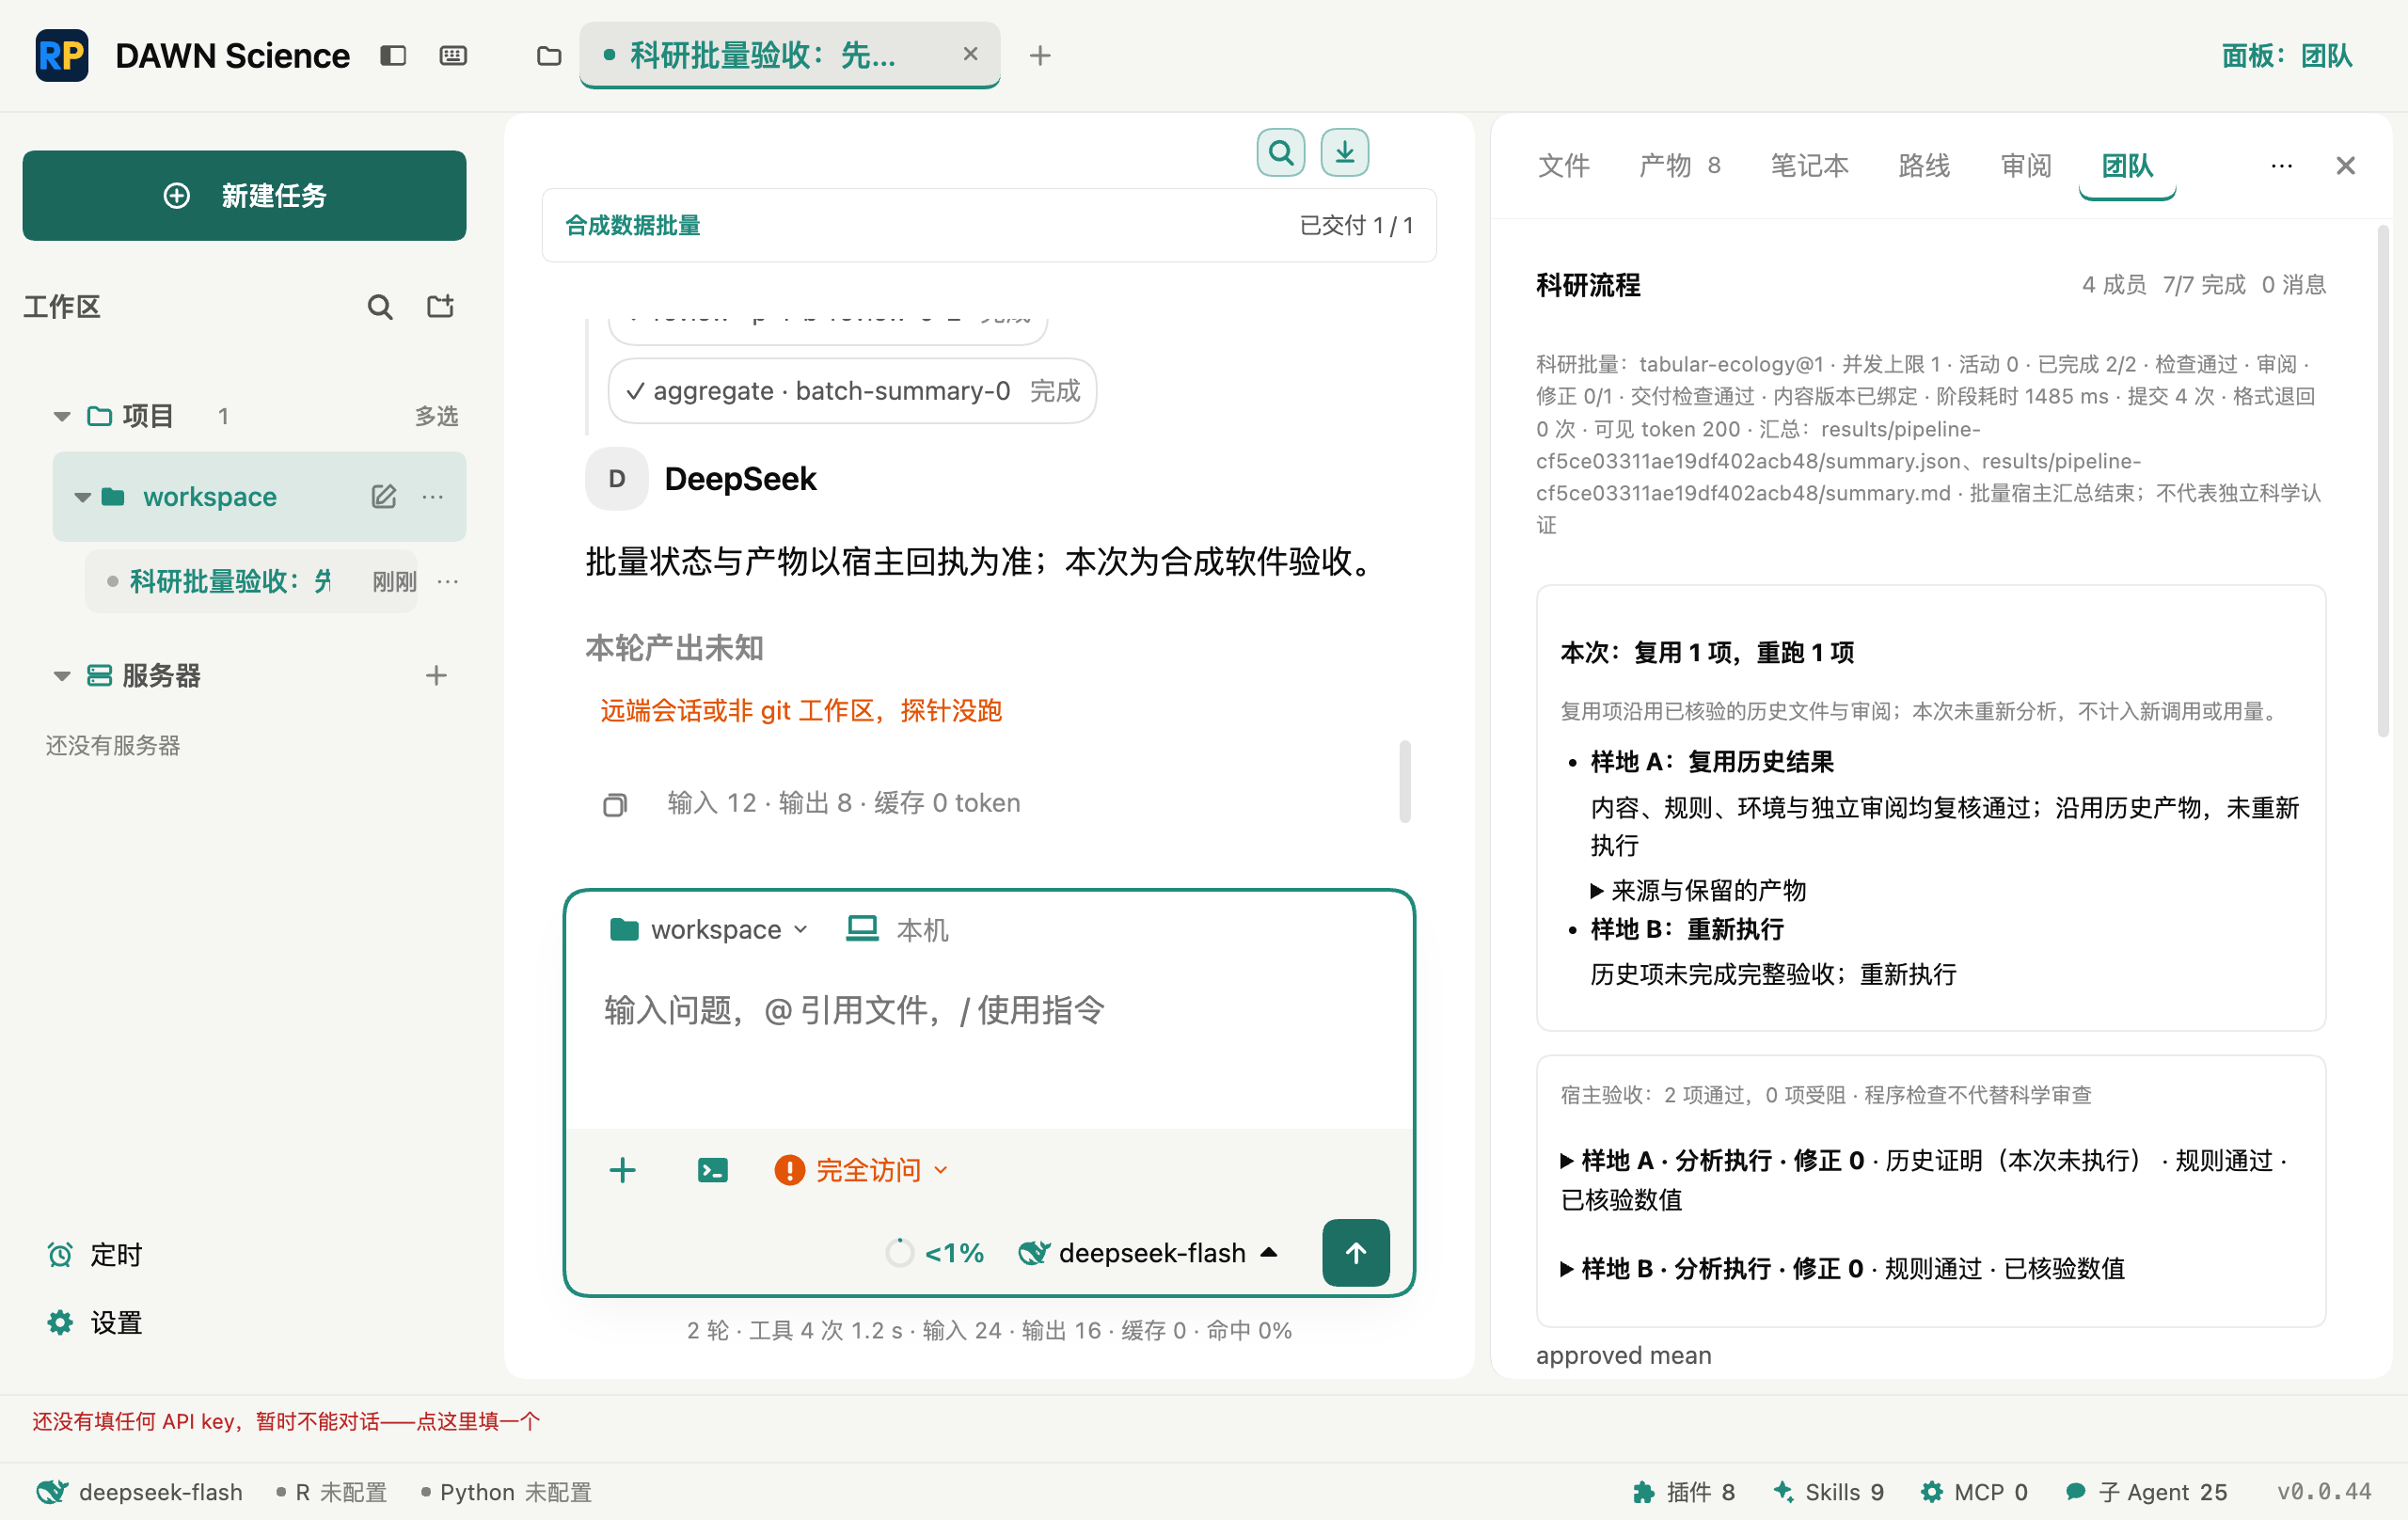 RP DAWN Science
科研批量验收：先...
面板：团队
新建任务
工作区
项目 1 多选
workspace
科研批量验收： 刚刚
服务器
还没有服务器
定时
设置
合成数据批量 已交付 1 / 1
✓ aggregate · batch-summary-0 完成
D DeepSeek
批量状态与产物以宿主回执为准；本次为合成软件验收。
本轮产出未知
远端会话或非 git 工作区，探针没跑
输入 12 · 输出 8 · 缓存 0 token
workspace 本机
输入问题，@ 引用文件，/ 使用指令
完全访问
<1% deepseek-flash
2 轮 · 工具 4 次 1.2 s · 输入 24 · 输出 16 · 缓存 0 · 命中 0%
文件 产物 8 笔记本 路线 审阅 团队
科研流程 4 成员 7/7 完成 0 消息
科研批量：tabular-ecology@1 · 并发上限 1 · 活动 0 · 已完成 2/2 · 检查通过 · 审阅 ·
修正 0/1 · 交付检查通过 · 内容版本已绑定 · 阶段耗时 1485 ms · 提交 4 次 · 格式退回
0 次 · 可见 token 200 · 汇总：results/pipeline-
cf5ce03311ae19df402acb48/summary.json、results/pipeline-
cf5ce03311ae19df402acb48/summary.md · 批量宿主汇总结束；不代表独立科学认
证
本次：复用 1 项，重跑 1 项
复用项沿用已核验的历史文件与审阅；本次未重新分析，不计入新调用或用量。
• 样地 A：复用历史结果
内容、规则、环境与独立审阅均复核通过；沿用历史产物，未重新
执行
▶ 来源与保留的产物
• 样地 B：重新执行
历史项未完成完整验收；重新执行
宿主验收：2 项通过，0 项受阻 · 程序检查不代替科学审查
▶ 样地 A · 分析执行 · 修正 0 · 历史证明（本次未执行） · 规则通过 ·
已核验数值
▶ 样地 B · 分析执行 · 修正 0 · 规则通过 · 已核验数值
approved mean
还没有填任何 API key，暂时不能对话——点这里填一个
deepseek-flash R 未配置 Python 未配置
插件 8 Skills 9 MCP 0 子 Agent 25 v0.0.44